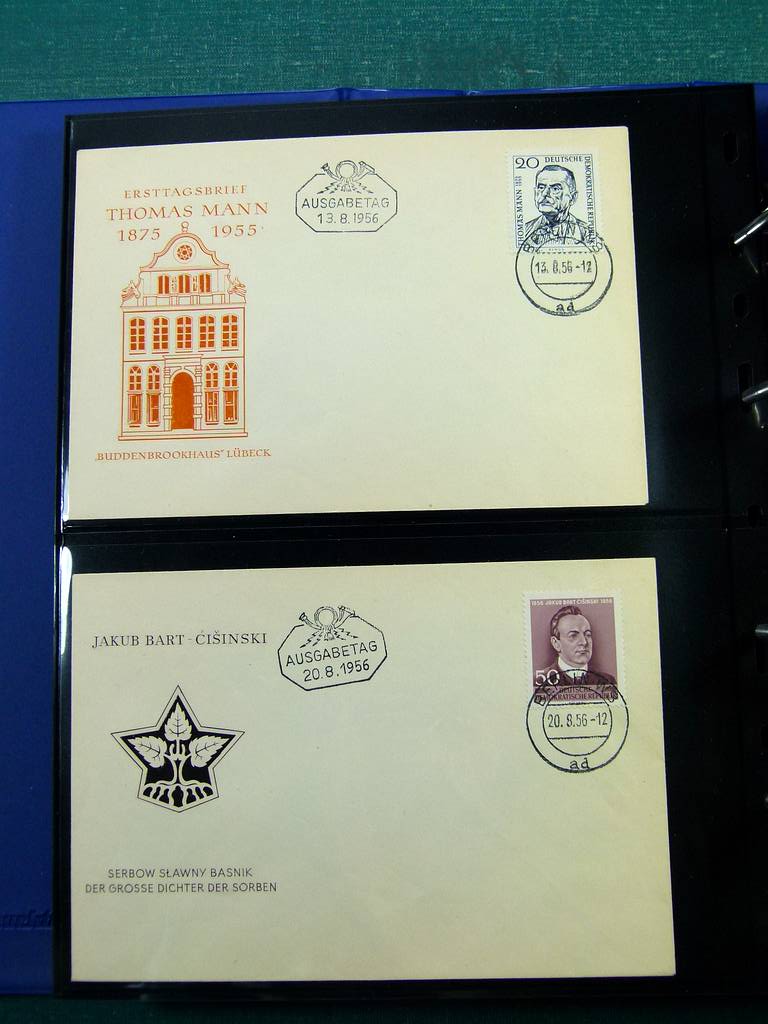 ERSTTAGSBRIEF
THOMAS MANN
1875 1955
„BUDDENBROOKHAUS" LÜBECK
AUSGABETAG
13.8.1956
20 DEUTSCHE
DEMOKRATISCHE REPUBLIK
THOMAS MANN
BERLIN
13.8.56-12
ad
JAKUB BART-ĆIŠINSKI
AUSGABETAG
20.8.1956
1856 JAKUB BART-ĆIŠINSKI 1956
50
DEUTSCHE
DEMOKRATISCHE REPUBLIK
BERLIN
20.8.56-12
ad
SERBOW SŁAWNY BASNIK
DER GROSSE DICHTER DER SORBEN